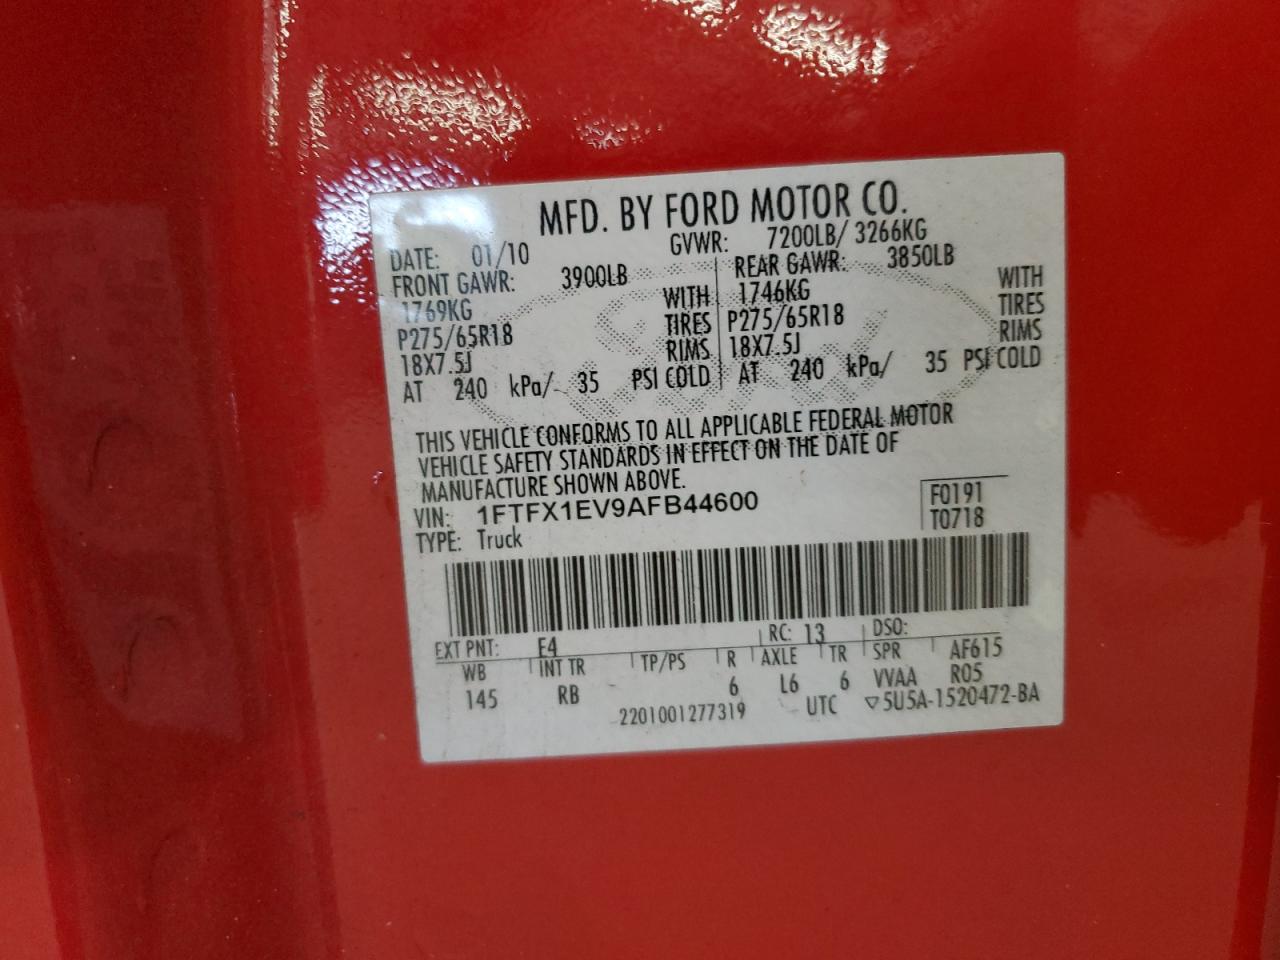 MFD. BY FORD MOTOR CO.
DATE: 01/10 GVWR: 7200LB/ 3266KG
FRONT GAWR: 3900LB REAR GAWR: 3850LB
1769KG WITH 1746KG WITH
P275/65R18 TIRES P275/65R18 TIRES
18X7.5J RIMS 18X7.5J RIMS
AT 240 kPa/ 35 PSI COLD AT 240 kPa/ 35 PSI COLD
THIS VEHICLE CONFORMS TO ALL APPLICABLE FEDERAL MOTOR
VEHICLE SAFETY STANDARDS IN EFFECT ON THE DATE OF
MANUFACTURE SHOWN ABOVE.
VIN: 1FTFX1EV9AFB44600 F0191
TYPE: Truck T0718
EXT PNT: E4 RC: 13 DSO:
WB INT TR TP/PS R AXLE TR SPR AF615
145 RB 6 L6 6 VVAA R05
2201001277319 UTC ▽5U5A-1520472-BA